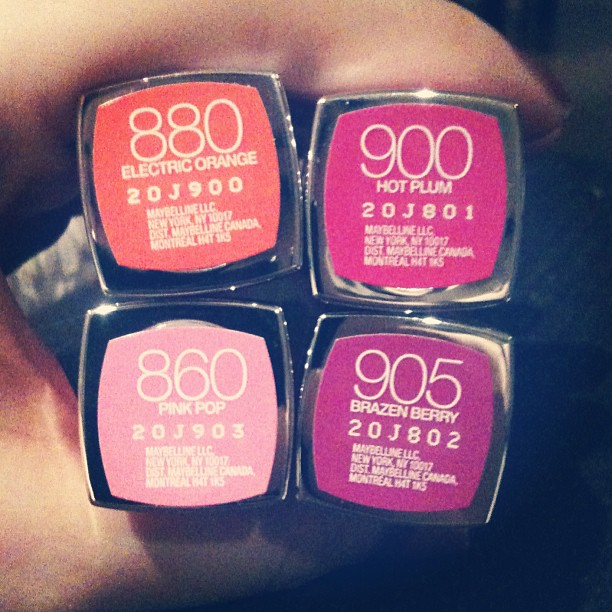 880
ELECTRIC ORANGE
20J900
MAYBELLINE LLC,
NEW YORK, NY 10017
DIST. MAYBELLINE CANADA,
MONTREAL H4T 1K5
900
HOT PLUM
20J801
MAYBELLINE LLC,
NEW YORK, NY 10017
DIST. MAYBELLINE CANADA,
MONTREAL H4T 1K5
860
PINK POP
20J903
MAYBELLINE LLC,
NEW YORK, NY 10017
DIST. MAYBELLINE CANADA,
MONTREAL H4T 1K5
905
BRAZEN BERRY
20J802
MAYBELLINE LLC,
NEW YORK, NY 10017
DIST. MAYBELLINE CANADA,
MONTREAL H4T 1K5